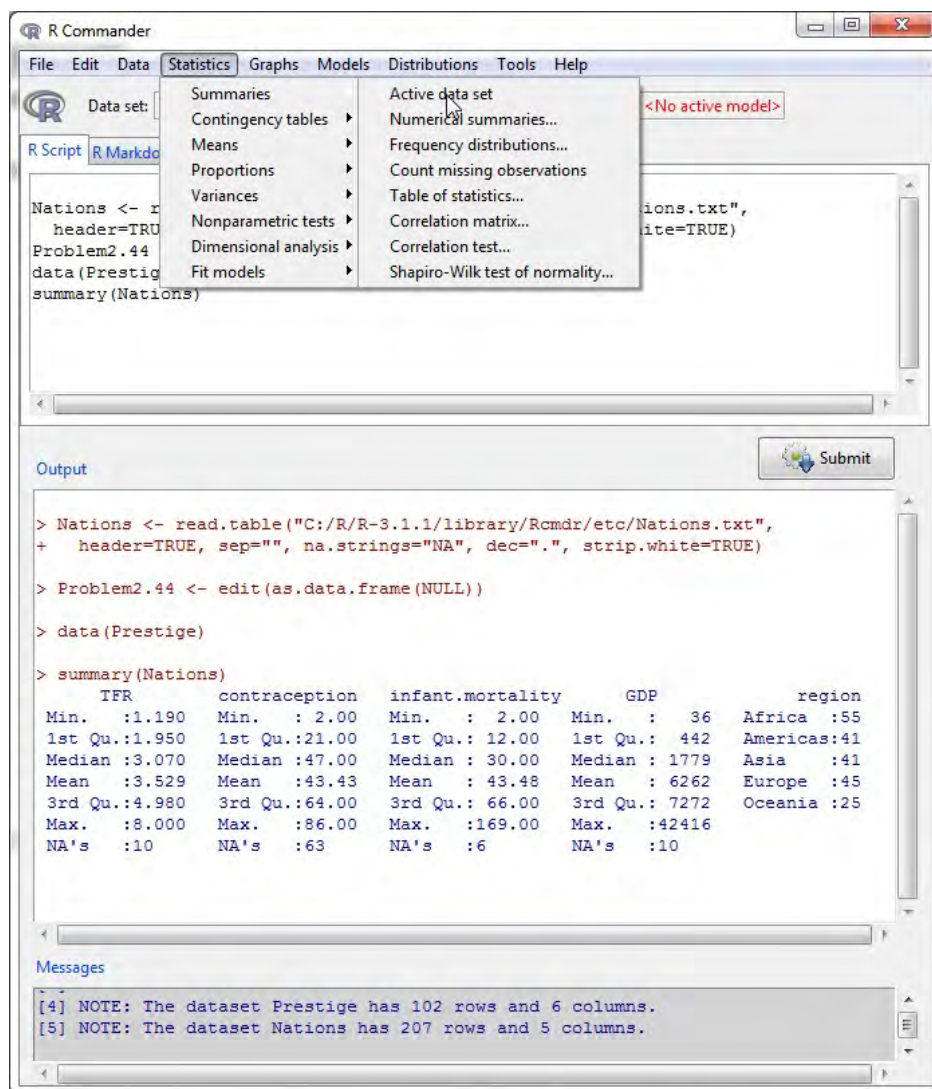 R Commander
File Edit Data Statistics Graphs Models Distributions Tools Help
Data set: <No active model>
Summaries
Contingency tables
Means
Proportions
Variances
Nonparametric tests
Dimensional analysis
Fit models
Active data set
Numerical summaries...
Frequency distributions...
Count missing observations
Table of statistics...
Correlation matrix...
Correlation test...
Shapiro-Wilk test of normality...
R Script R Markdo
Nations <- r ions.txt",
header=TRU ite=TRUE)
Problem2.44
data(Prestig
summary(Nations)
Submit
Output
> Nations <- read.table("C:/R/R-3.1.1/library/Rcmdr/etc/Nations.txt",
+ header=TRUE, sep="", na.strings="NA", dec=".", strip.white=TRUE)
> Problem2.44 <- edit(as.data.frame(NULL))
> data(Prestige)
> summary(Nations)
TFR contraception infant.mortality GDP region
Min. :1.190 Min. : 2.00 Min. : 2.00 Min. : 36 Africa :55
1st Qu.:1.950 1st Qu.:21.00 1st Qu.: 12.00 1st Qu.: 442 Americas:41
Median :3.070 Median :47.00 Median : 30.00 Median : 1779 Asia :41
Mean :3.529 Mean :43.43 Mean : 43.48 Mean : 6262 Europe :45
3rd Qu.:4.980 3rd Qu.:64.00 3rd Qu.: 66.00 3rd Qu.: 7272 Oceania :25
Max. :8.000 Max. :86.00 Max. :169.00 Max. :42416
NA's :10 NA's :63 NA's :6 NA's :10
Messages
[4] NOTE: The dataset Prestige has 102 rows and 6 columns.
[5] NOTE: The dataset Nations has 207 rows and 5 columns.